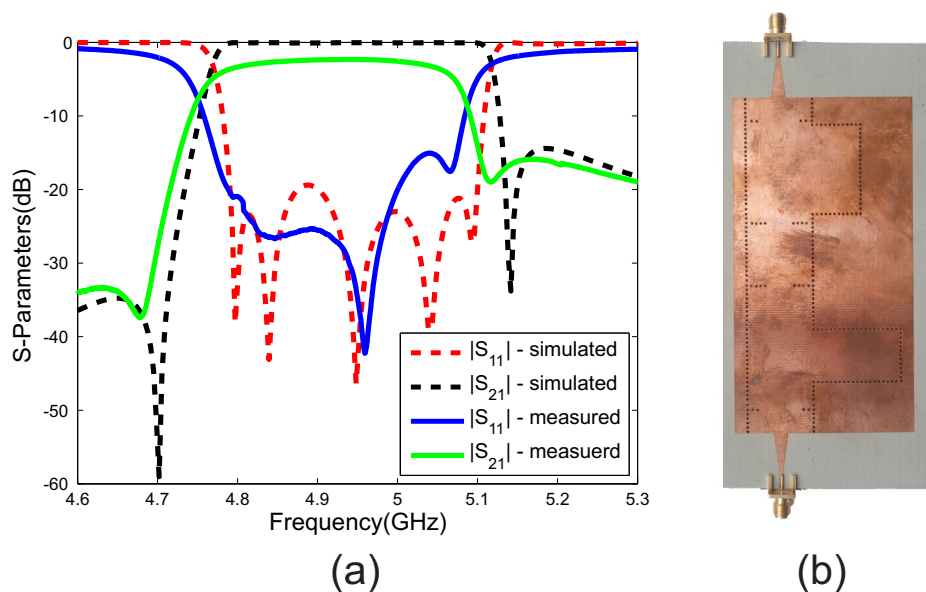 S-Parameters(dB)
0
-10
-20
-30
-40
-50
-60
4.6 4.7 4.8 4.9 5 5.1 5.2 5.3
Frequency(GHz)
|S11| - simulated
|S21| - simulated
|S11| - measured
|S21| - measuerd
(a) (b)